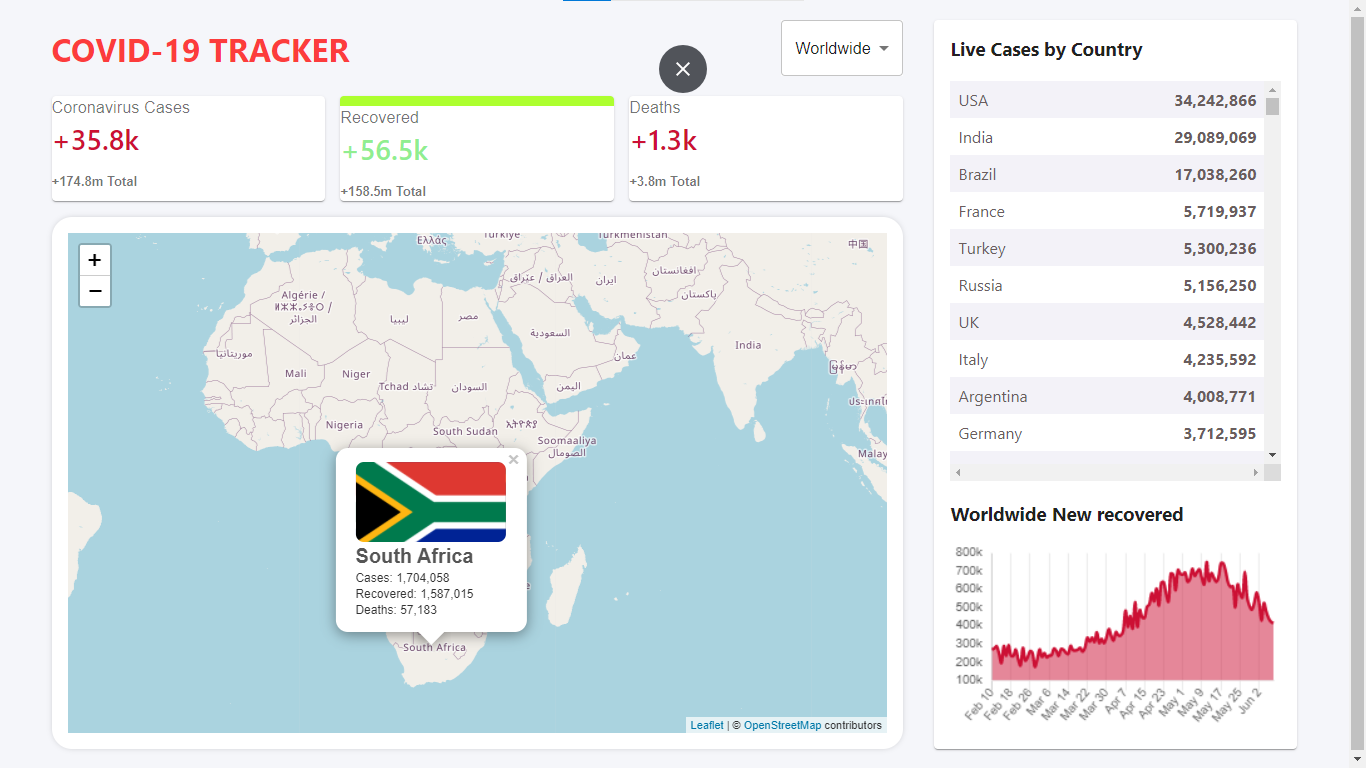 COVID-19 TRACKER
Worldwide
Coronavirus Cases
+35.8k
+174.8m Total
Recovered
+56.5k
+158.5m Total
Deaths
+1.3k
+3.8m Total
+
−
Ελλάς
Türkiye
Türkmenistan
中国
Algérie /
الجزائر
ليبيا
مصر
العراق / عێراق
ایران
افغانستان
پاکستان
السعودية
عمان
India
موريتانيا
Mali
Niger
Tchad تشاد
السودان
اليمن
Nigeria
South Sudan
ኢትዮጵያ
Soomaaliya
الصومال
Malay
×
South Africa
Cases: 1,704,058
Recovered: 1,587,015
Deaths: 57,183
South Africa
Leaflet | © OpenStreetMap contributors
Live Cases by Country
USA 34,242,866
India 29,089,069
Brazil 17,038,260
France 5,719,937
Turkey 5,300,236
Russia 5,156,250
UK 4,528,442
Italy 4,235,592
Argentina 4,008,771
Germany 3,712,595
Worldwide New recovered
800k
700k
600k
500k
400k
300k
200k
100k
Feb 10 Feb 18 Feb 26 Mar 6 Mar 14 Mar 22 Mar 30 Apr 7 Apr 15 Apr 23 May 1 May 9 May 17 May 25 Jun 2